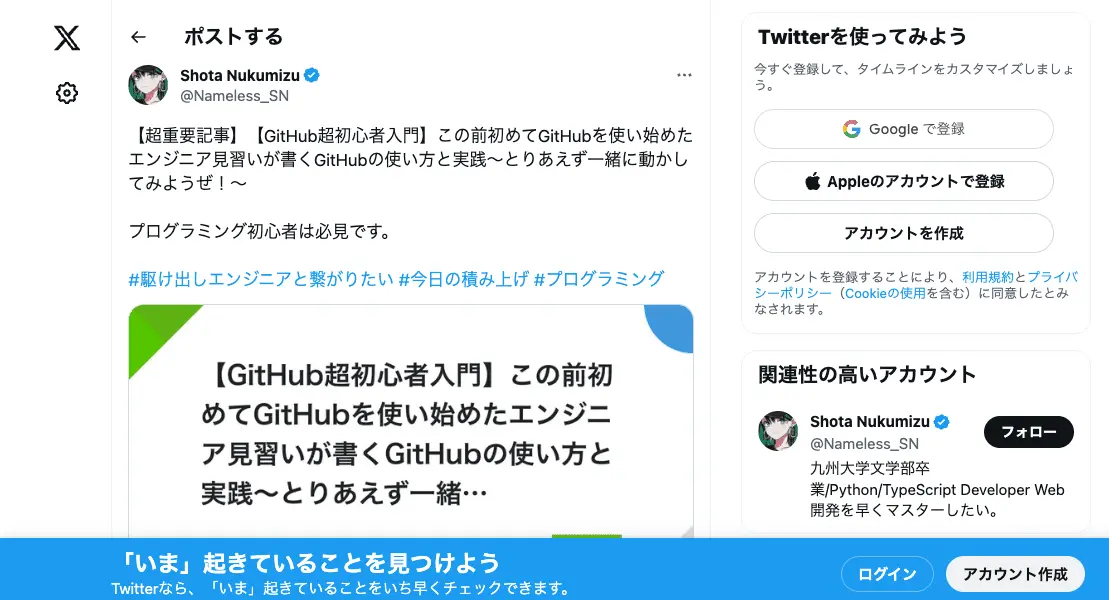 ポストする
Shota Nukumizu
@Nameless_SN
【超重要記事】【GitHub超初心者入門】この前初めてGitHubを使い始めた
エンジニア見習いが書くGitHubの使い方と実践〜とりあえず一緒に動かし
てみようぜ！〜
プログラミング初心者は必見です。
#駆け出しエンジニアと繋がりたい #今日の積み上げ #プログラミング
【GitHub超初心者入門】この前初
めてGitHubを使い始めたエンジニ
ア見習いが書くGitHubの使い方と
実践〜とりあえず一緒…
Twitterを使ってみよう
今すぐ登録して、タイムラインをカスタマイズしましょ
う。
Google で登録
Appleのアカウントで登録
アカウントを作成
アカウントを登録することにより、利用規約とプライバ
シーポリシー（Cookieの使用を含む）に同意したとみ
なされます。
関連性の高いアカウント
Shota Nukumizu
@Nameless_SN
フォロー
九州大学文学部卒
業/Python/TypeScript Developer Web
開発を早くマスターしたい。
「いま」起きていることを見つけよう
Twitterなら、「いま」起きていることをいち早くチェックできます。
ログイン
アカウント作成